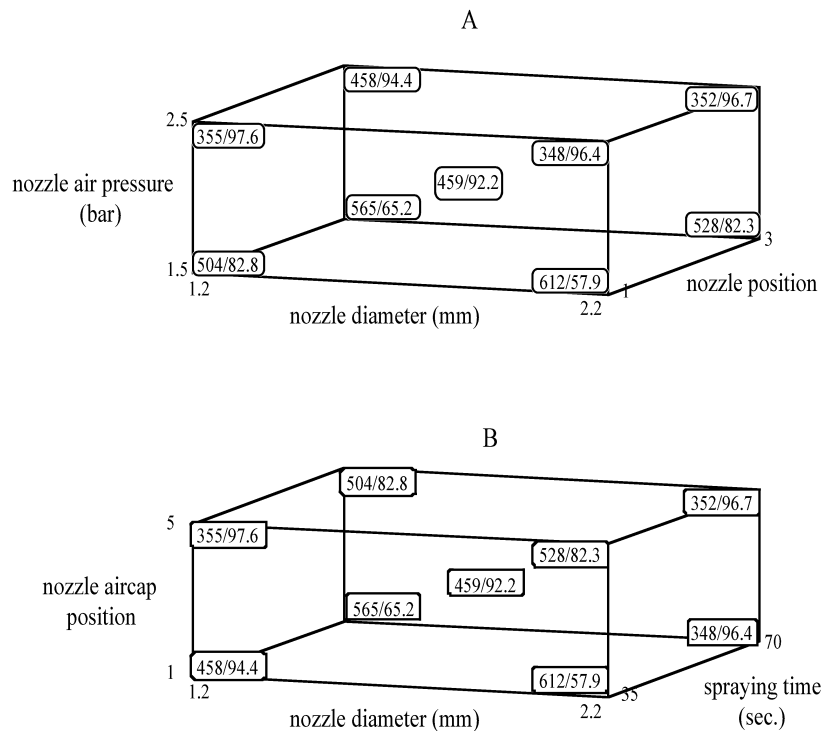 A
458/94.4
352/96.7
2.5
355/97.6
348/96.4
nozzle air pressure
(bar)
459/92.2
565/65.2
528/82.3
3
1.5
504/82.8
612/57.9
1
nozzle position
1.2
nozzle diameter (mm)
2.2
B
504/82.8
352/96.7
5
355/97.6
528/82.3
nozzle aircap
position
459/92.2
565/65.2
348/96.4
70
1
458/94.4
612/57.9
35
spraying time
(sec.)
1.2
nozzle diameter (mm)
2.2